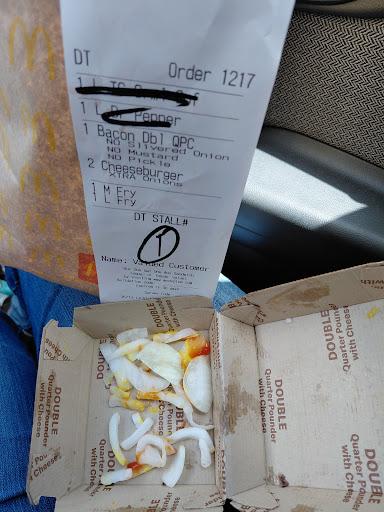 DT
Order 1217
1 L
1 L Dr Pepper
1 Bacon Dbl QPC
NO Slivered Onion
NO Mustard
NO Pickle
2 Cheeseburger
XTRA Onions
1 M Fry
1 L Fry
DT STALL#
1
Name: Valued Customer
DOUBLE
Quarter Pounder
with Cheese
DOUBLE
Quarter Pounder
with Cheese
DOUBLE
Quarter Pounder
with Cheese
DOUBLE
Quarter Pounder
with Cheese